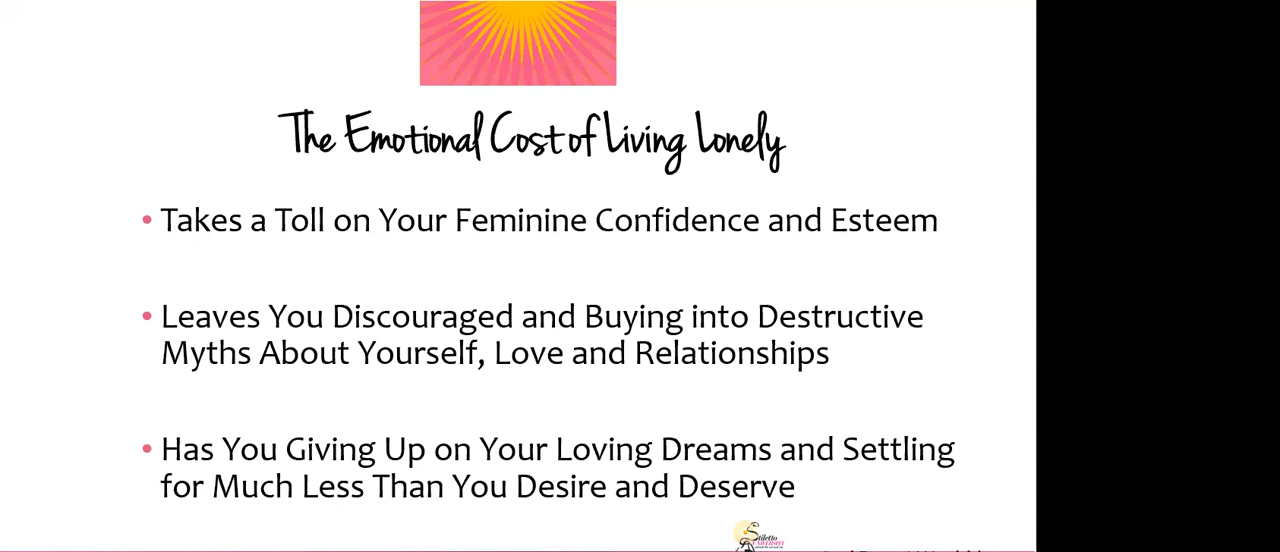 The Emotional Cost of Living Lonely
• Takes a Toll on Your Feminine Confidence and Esteem
• Leaves You Discouraged and Buying into Destructive
Myths About Yourself, Love and Relationships
• Has You Giving Up on Your Loving Dreams and Settling
for Much Less Than You Desire and Deserve
Stiletto
UNIVERSITY